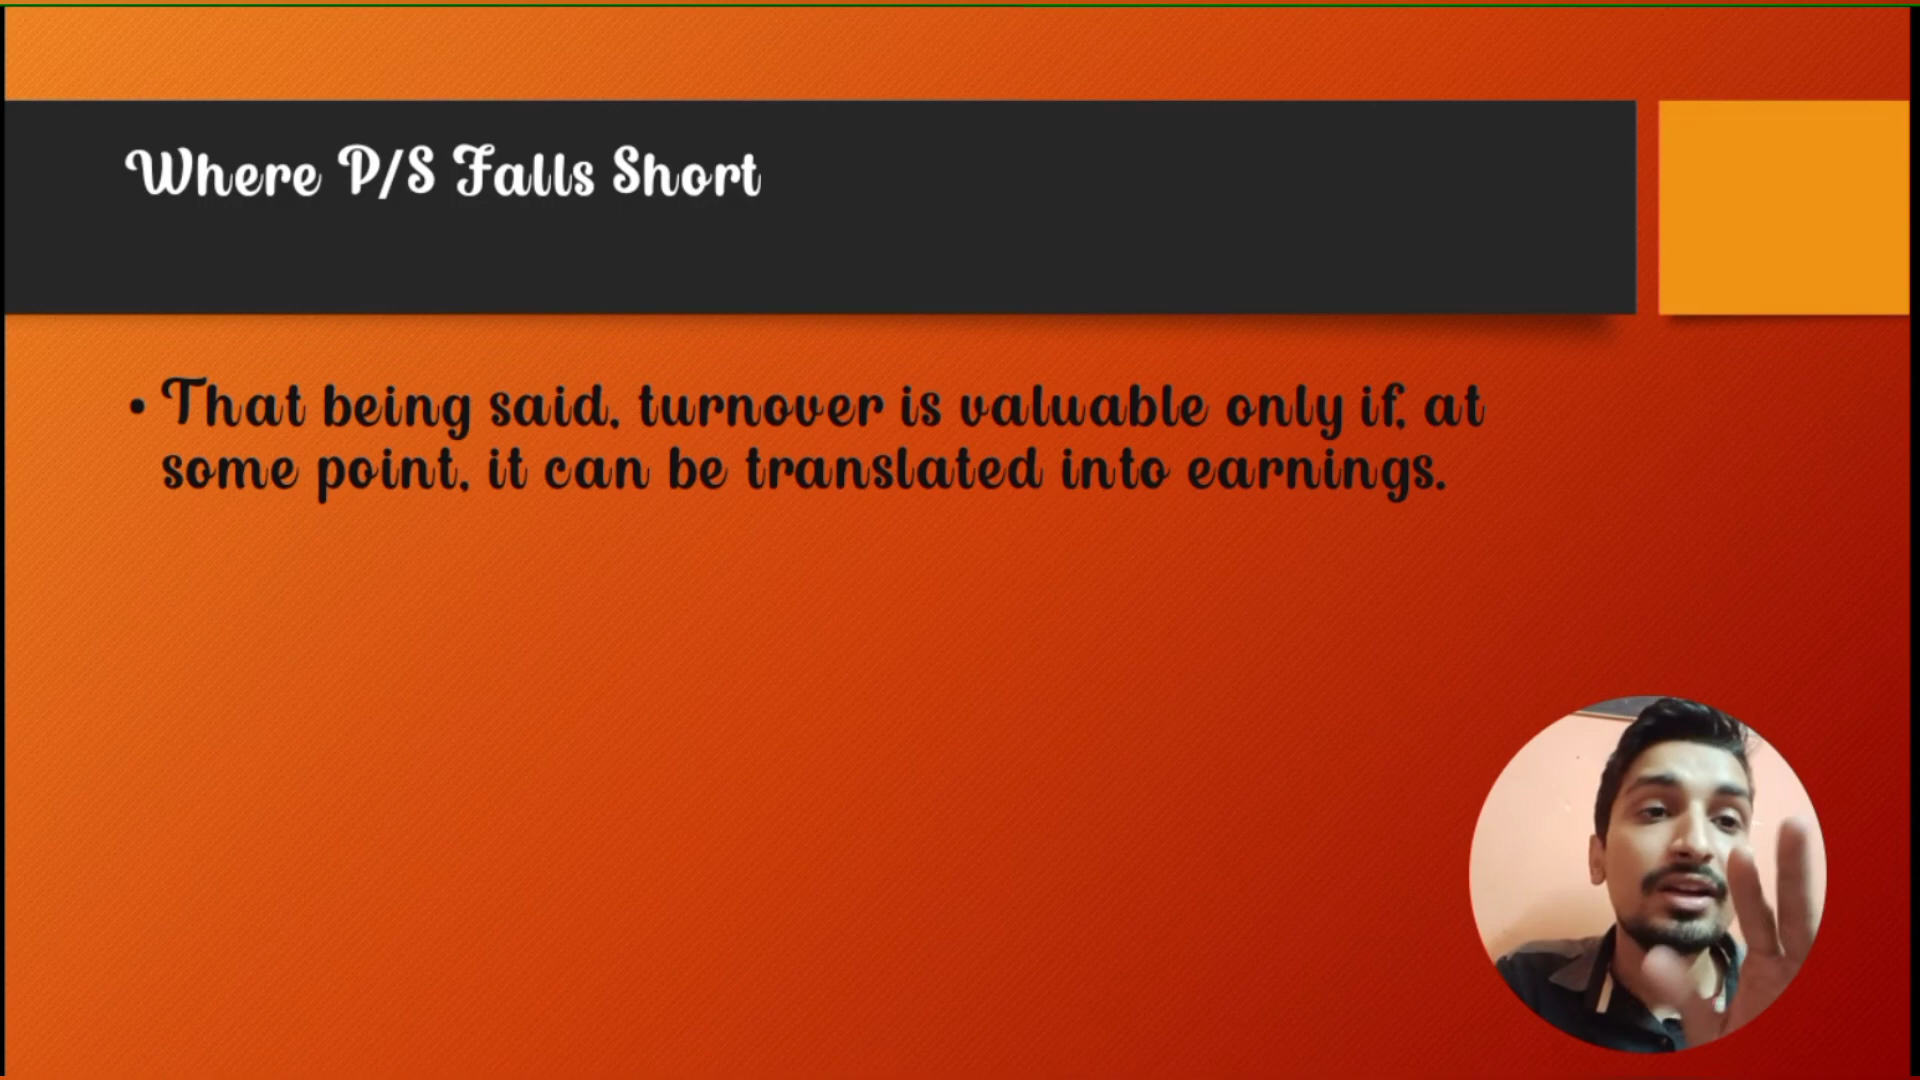 Where P/S Falls Short
• That being said, turnover is valuable only if, at
some point, it can be translated into earnings.